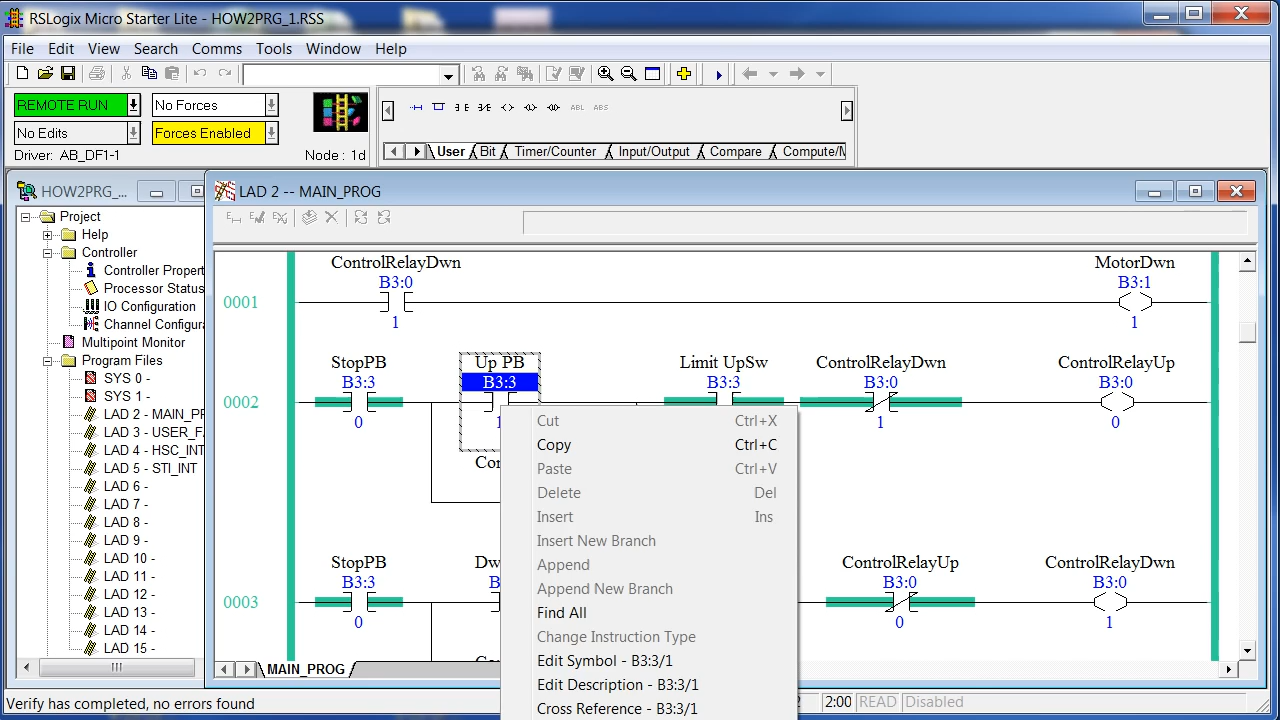 RSLogix Micro Starter Lite - HOW2PRG_1.RSS
File Edit View Search Comms Tools Window Help
REMOTE RUN No Forces
No Edits Forces Enabled
Driver: AB_DF1-1 Node : 1d
ABL ABS
User Bit Timer/Counter Input/Output Compare Compute/M
HOW2PRG_...
Project
Help
Controller
Controller Propert
Processor Status
IO Configuration
Channel Configura
Multipoint Monitor
Program Files
SYS 0 -
SYS 1 -
LAD 2 - MAIN_PR
LAD 3 - USER_FA
LAD 4 - HSC_INT
LAD 5 - STI_INT
LAD 6 -
LAD 7 -
LAD 8 -
LAD 9 -
LAD 10 -
LAD 11 -
LAD 12 -
LAD 13 -
LAD 14 -
LAD 15 -
LAD 2 -- MAIN_PROG
ControlRelayDwn MotorDwn
B3:0 B3:1
0001
1 1
StopPB Up PB Limit UpSw ControlRelayDwn ControlRelayUp
B3:3 B3:3 B3:3 B3:0 B3:0
0002
0 1 1 0
Con
StopPB Dw ControlRelayUp ControlRelayDwn
B3:3 B B3:0 B3:0
0003
0 0 1
MAIN_PROG
Cut Ctrl+X
Copy Ctrl+C
Paste Ctrl+V
Delete Del
Insert Ins
Insert New Branch
Append
Append New Branch
Find All
Change Instruction Type
Edit Symbol - B3:3/1
Edit Description - B3:3/1
Cross Reference - B3:3/1
Verify has completed, no errors found 2:00 READ Disabled